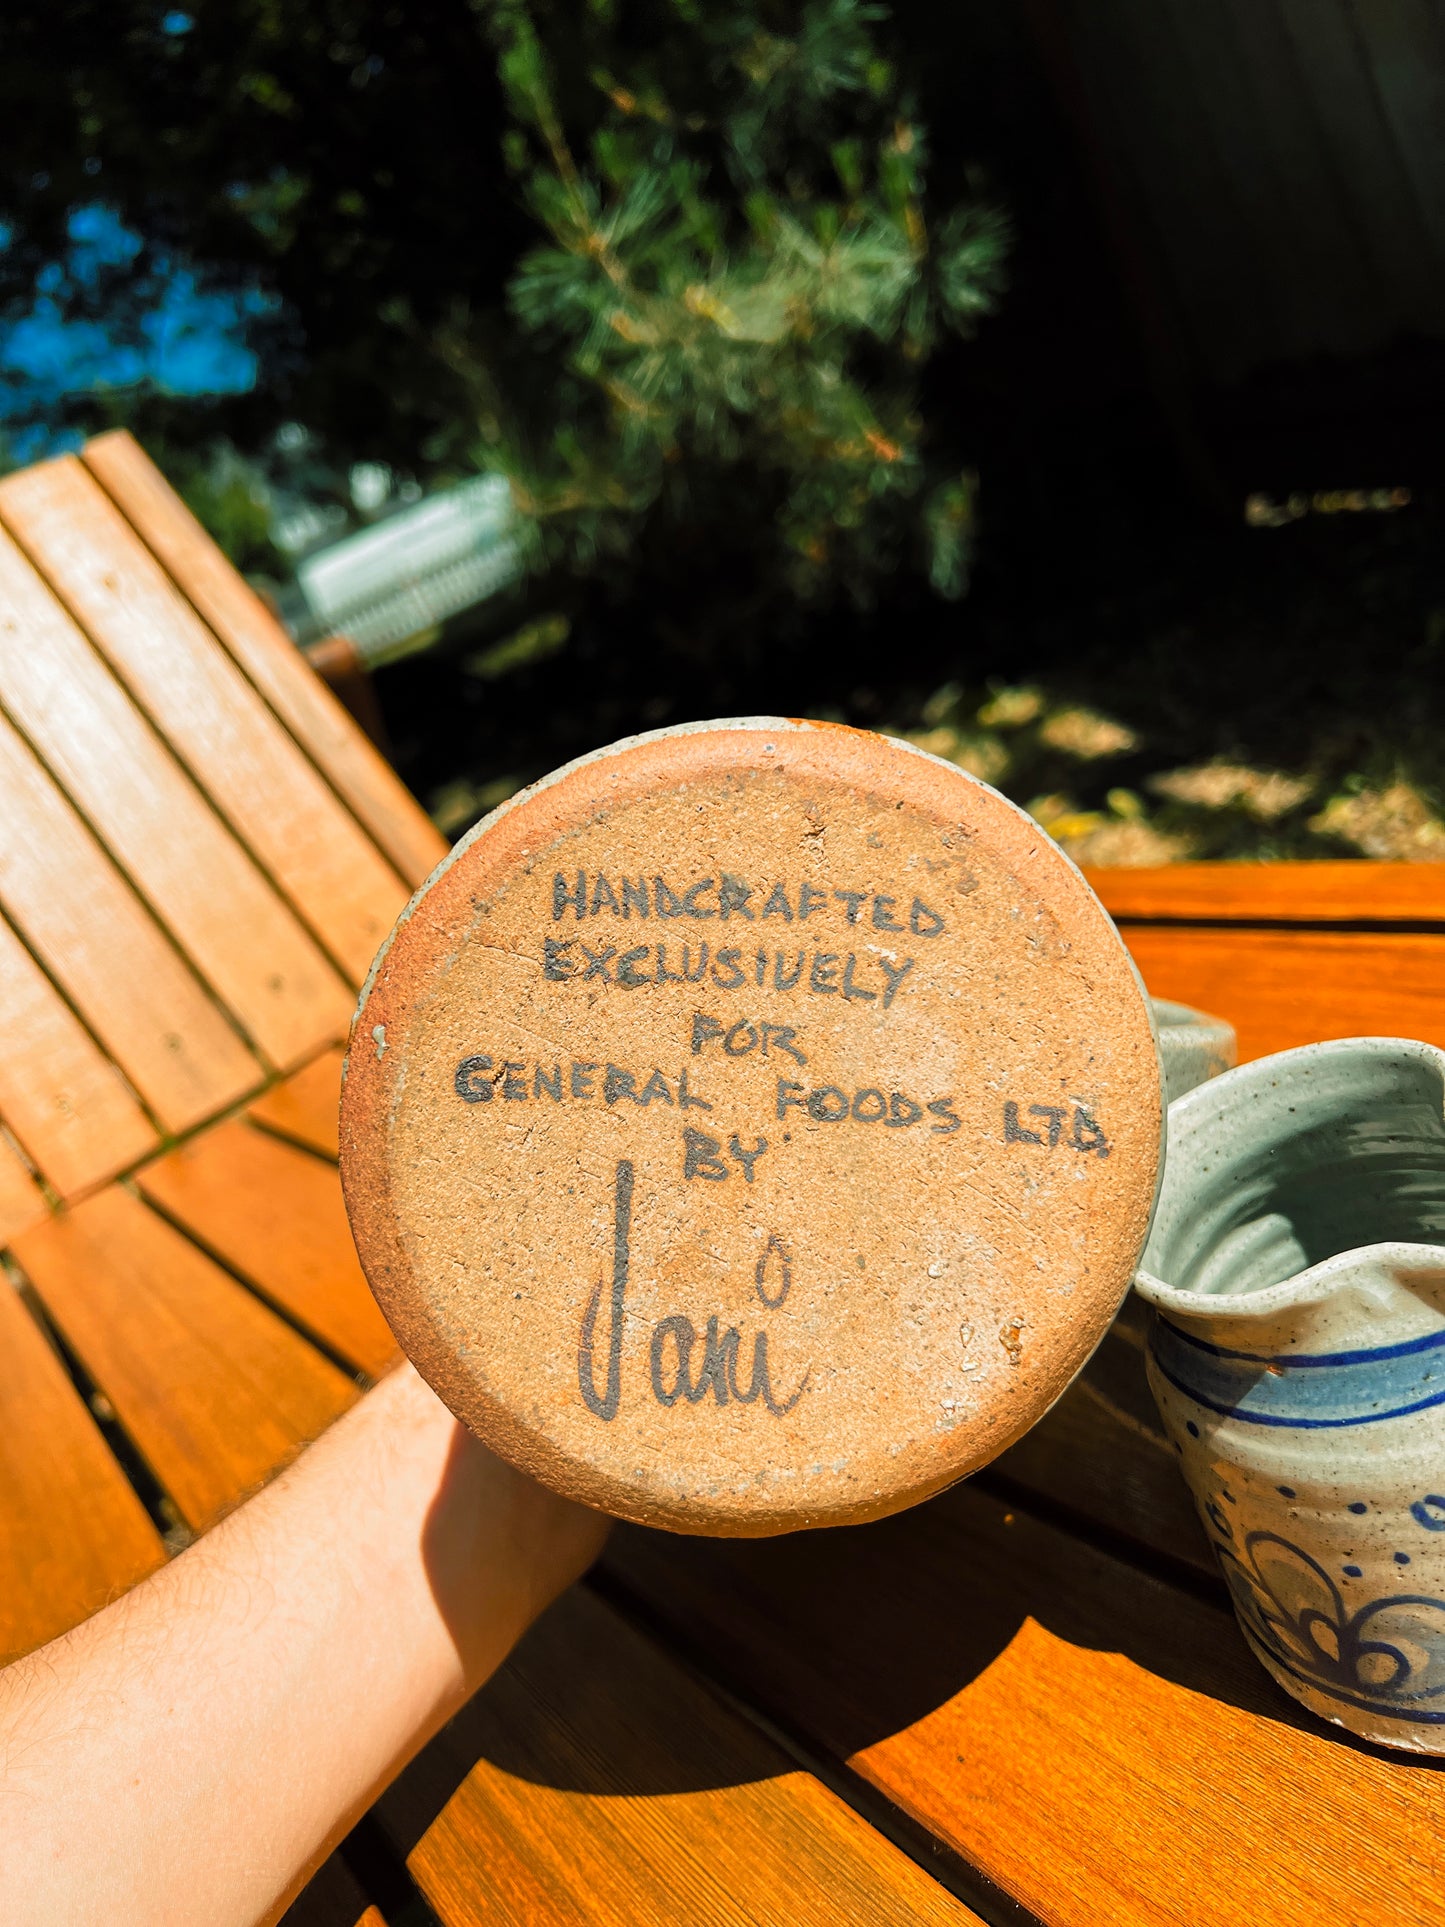 HANDCRAFTED
EXCLUSIVELY
FOR
GENERAL FOODS LTD.
BY
Jani